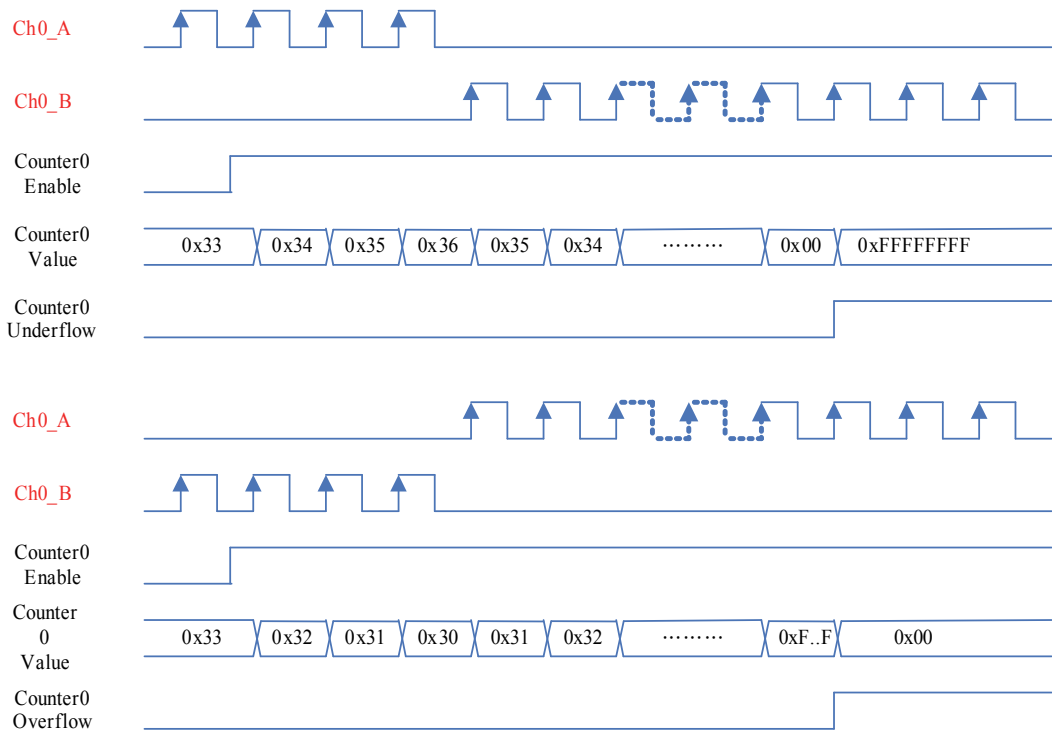 Ch0_A
Ch0_B
Counter0
Enable
Counter0
Value
0x33 0x34 0x35 0x36 0x35 0x34 ········· 0x00 0xFFFFFFFF
Counter0
Underflow
Ch0_A
Ch0_B
Counter0
Enable
Counter
0
Value
0x33 0x32 0x31 0x30 0x31 0x32 ········· 0xF..F 0x00
Counter0
Overflow